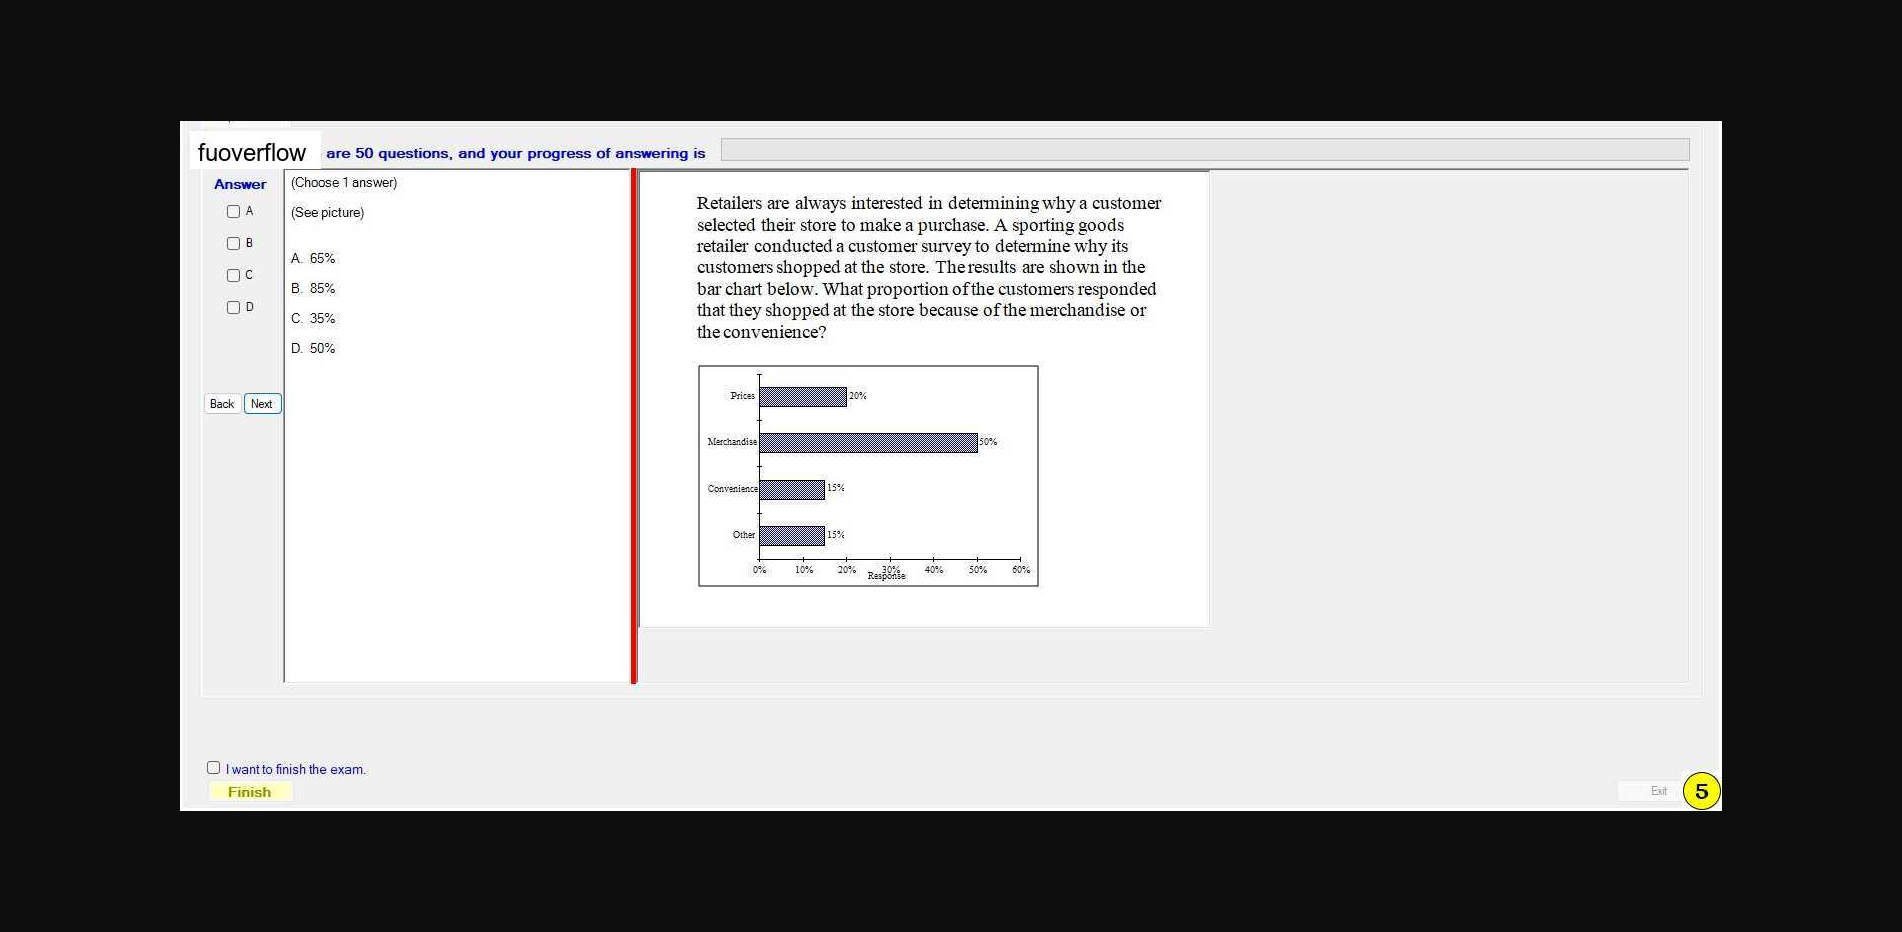 fuoverflow are 50 questions, and your progress of answering is
Answer
A
B
C
D
Back Next
(Choose 1 answer)
(See picture)
A. 65%
B. 85%
C. 35%
D. 50%
Retailers are always interested in determining why a customer
selected their store to make a purchase. A sporting goods
retailer conducted a customer survey to determine why its
customers shopped at the store. The results are shown in the
bar chart below. What proportion of the customers responded
that they shopped at the store because of the merchandise or
the convenience?
Prices 20%
Merchandise 50%
Convenience 15%
Other 15%
0% 10% 20% 30% 40% 50% 60%
Response
I want to finish the exam.
Finish
Exit 5